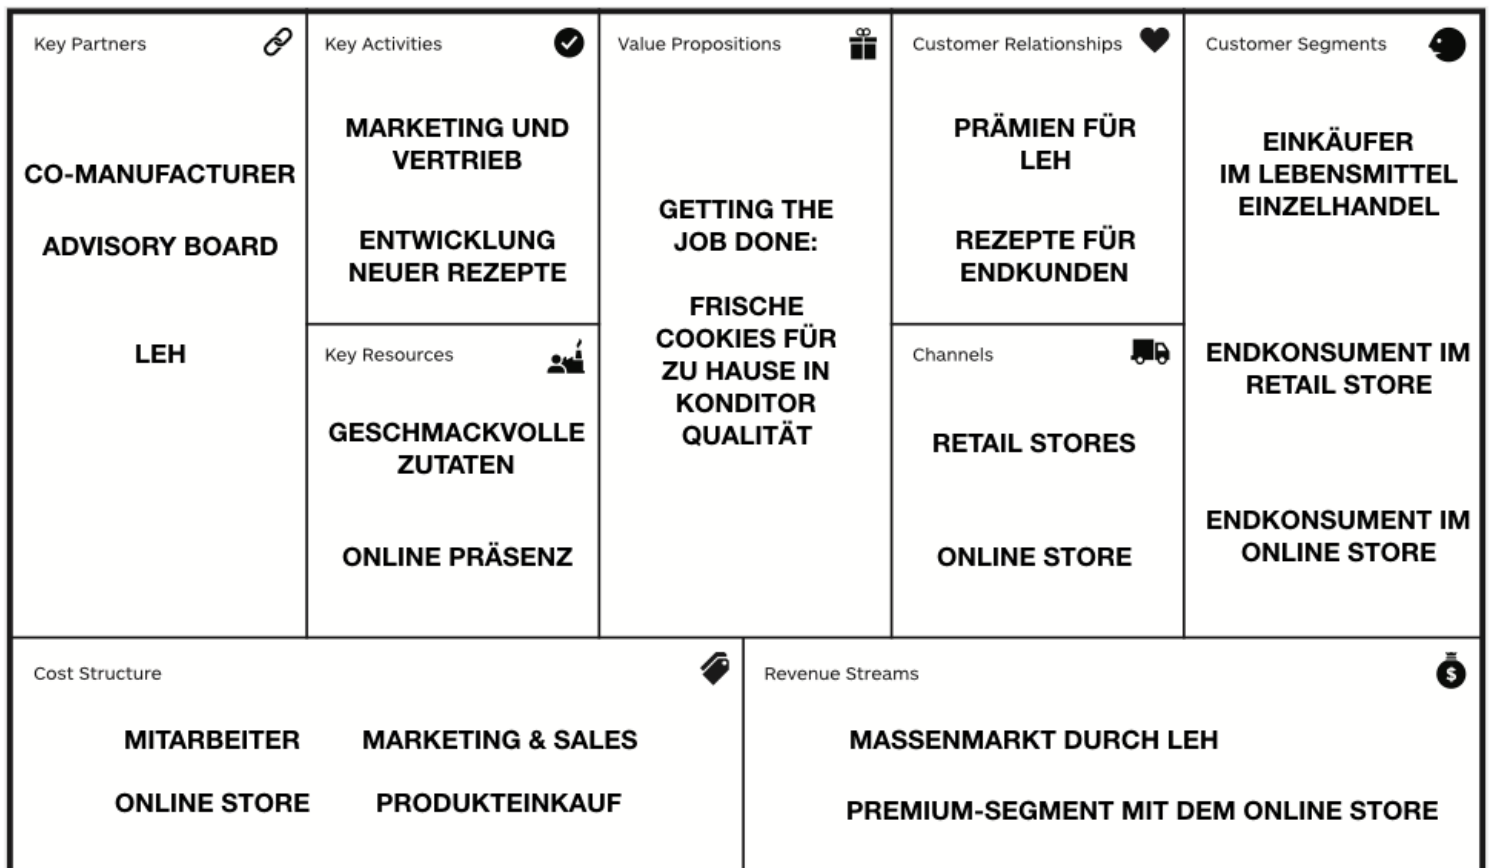 Key Partners
CO-MANUFACTURER
ADVISORY BOARD
LEH
Key Activities
MARKETING UND
VERTRIEB
ENTWICKLUNG
NEUER REZEPTE
Key Resources
GESCHMACKVOLLE
ZUTATEN
ONLINE PRÄSENZ
Value Propositions
GETTING THE
JOB DONE:
FRISCHE
COOKIES FÜR
ZU HAUSE IN
KONDITOR
QUALITÄT
Customer Relationships
PRÄMIEN FÜR
LEH
REZEPTE FÜR
ENDKUNDEN
Channels
RETAIL STORES
ONLINE STORE
Customer Segments
EINKÄUFER
IM LEBENSMITTEL
EINZELHANDEL
ENDKONSUMENT IM
RETAIL STORE
ENDKONSUMENT IM
ONLINE STORE
Cost Structure
MITARBEITER
MARKETING & SALES
ONLINE STORE
PRODUKTEINKAUF
Revenue Streams
$
MASSENMARKT DURCH LEH
PREMIUM-SEGMENT MIT DEM ONLINE STORE